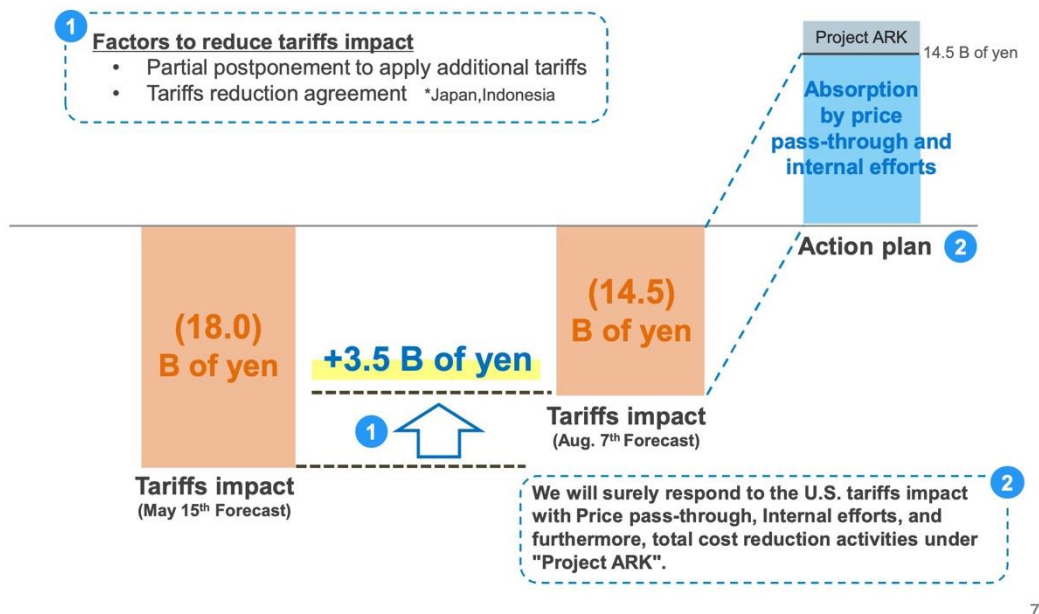 1
Factors to reduce tariffs impact
• Partial postponement to apply additional tariffs
• Tariffs reduction agreement *Japan,Indonesia
Project ARK
14.5 B of yen
Absorption
by price
pass-through and
internal efforts
Action plan 2
(18.0)
B of yen
+3.5 B of yen
1
(14.5)
B of yen
Tariffs impact
(Aug. 7th Forecast)
Tariffs impact
(May 15th Forecast)
2
We will surely respond to the U.S. tariffs impact
with Price pass-through, Internal efforts, and
furthermore, total cost reduction activities under
"Project ARK".
7